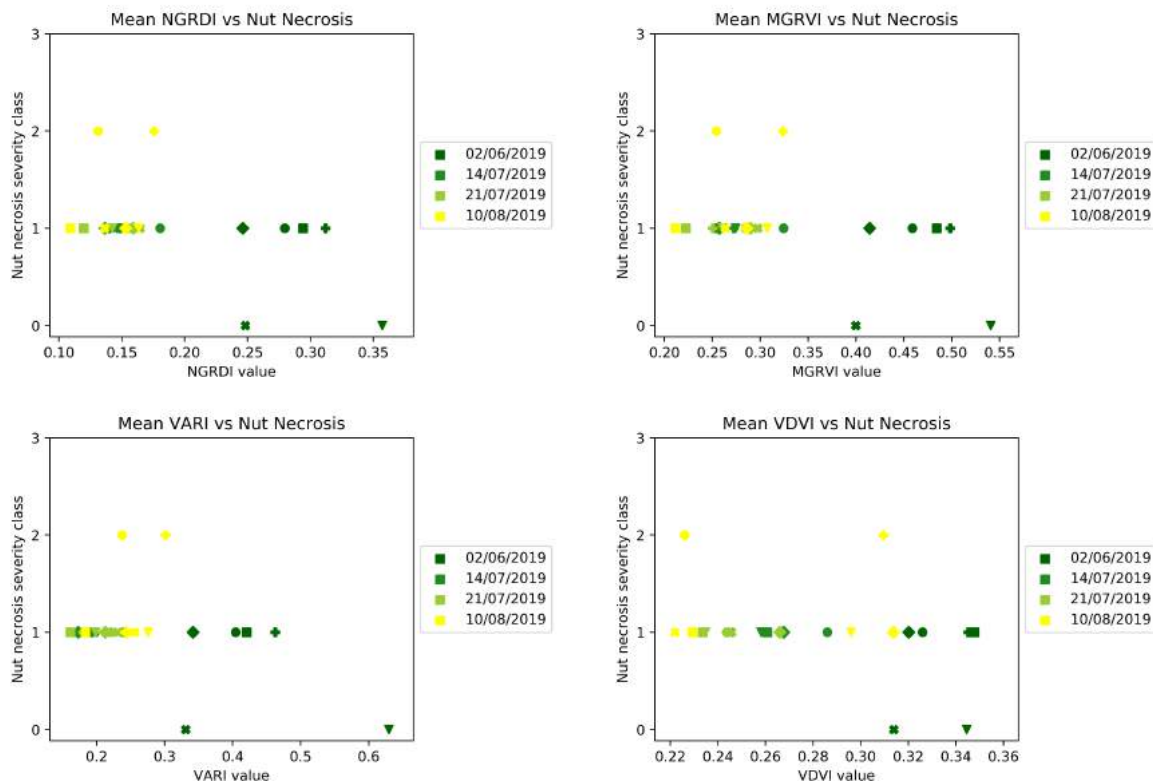 Mean NGRDI vs Nut Necrosis
Nut necrosis severity class
3
2
1
0
0.10 0.15 0.20 0.25 0.30 0.35
NGRDI value
02/06/2019
14/07/2019
21/07/2019
10/08/2019
Mean MGRVI vs Nut Necrosis
Nut necrosis severity class
3
2
1
0
0.20 0.25 0.30 0.35 0.40 0.45 0.50 0.55
MGRVI value
02/06/2019
14/07/2019
21/07/2019
10/08/2019
Mean VARI vs Nut Necrosis
Nut necrosis severity class
3
2
1
0
0.2 0.3 0.4 0.5 0.6
VARI value
02/06/2019
14/07/2019
21/07/2019
10/08/2019
Mean VDVI vs Nut Necrosis
Nut necrosis severity class
3
2
1
0
0.22 0.24 0.26 0.28 0.30 0.32 0.34 0.36
VDVI value
02/06/2019
14/07/2019
21/07/2019
10/08/2019